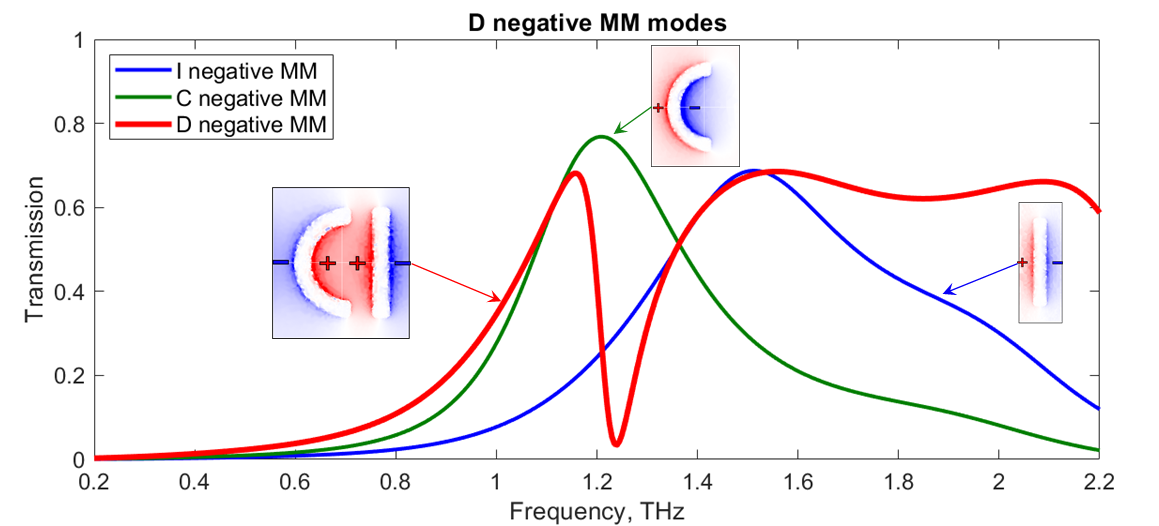 D negative MM modes
I negative MM
C negative MM
D negative MM
+ −
− + + −
+ −
Transmission
1
0.8
0.6
0.4
0.2
0
0.2 0.4 0.6 0.8 1 1.2 1.4 1.6 1.8 2 2.2
Frequency, THz